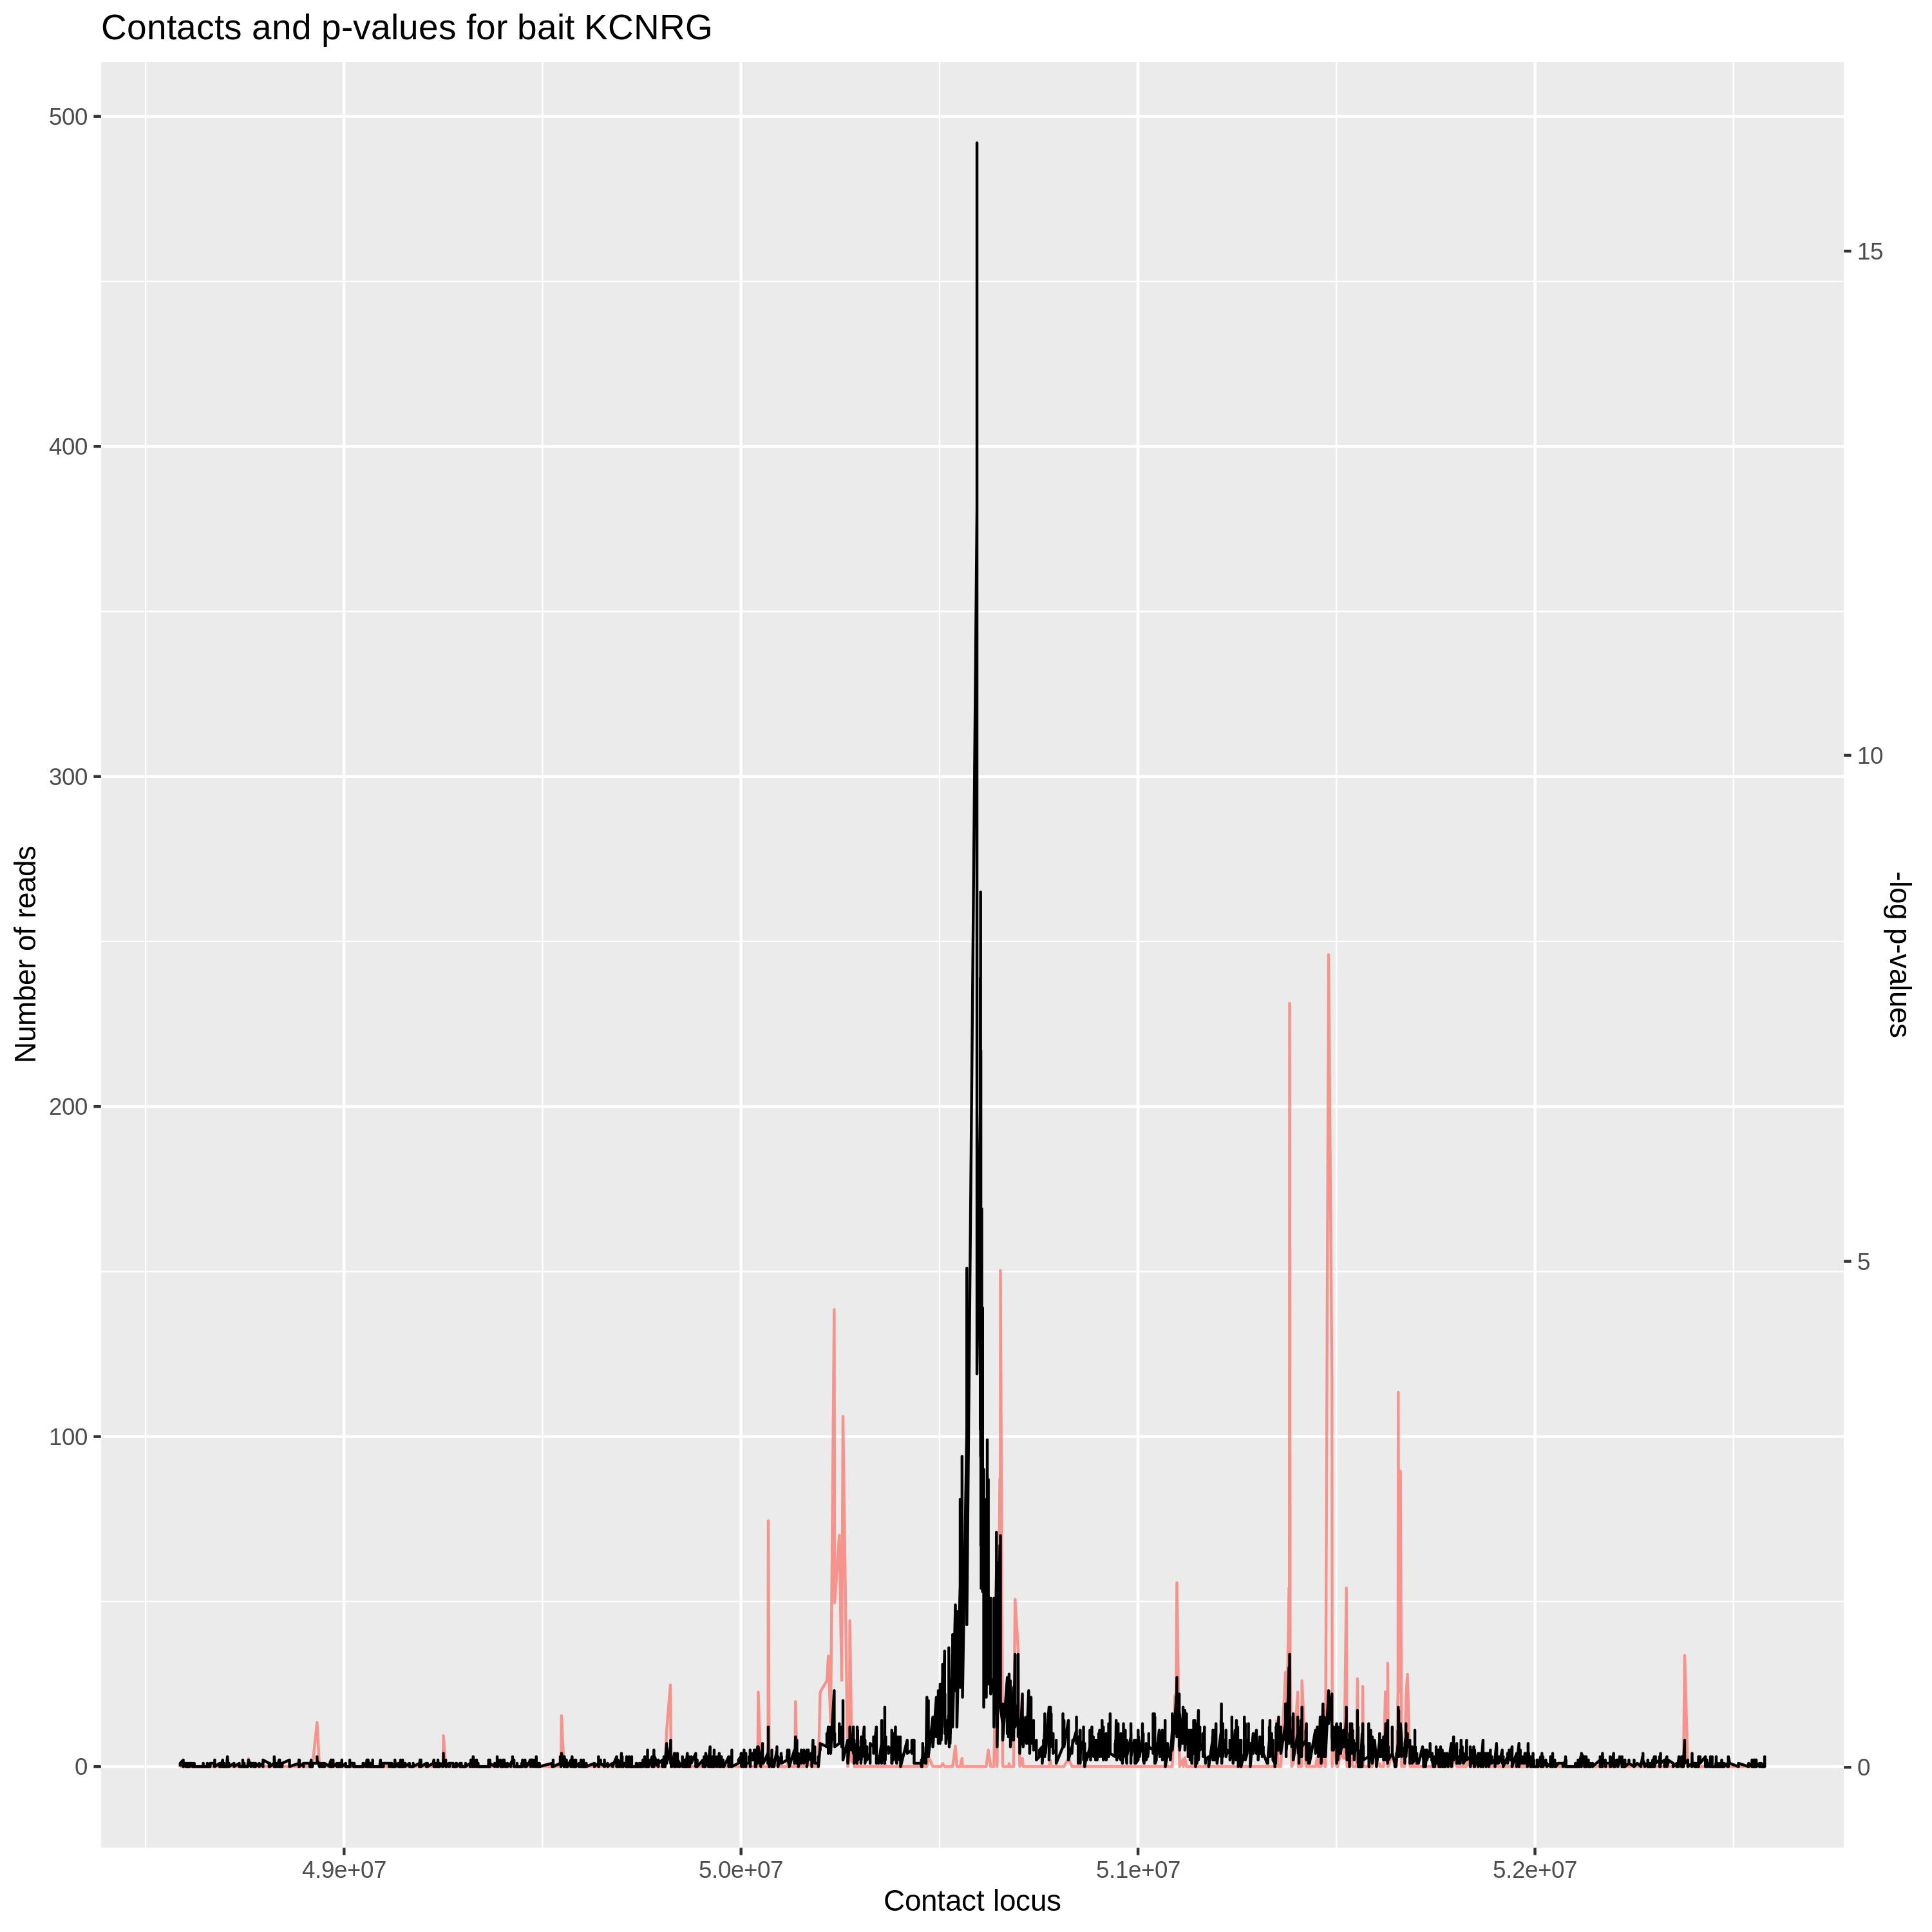 Contacts and p-values for bait KCNRG
500
400
300
200
100
0
Number of reads
15
10
5
0
-log p-values
4.9e+07
5.0e+07
5.1e+07
5.2e+07
Contact locus